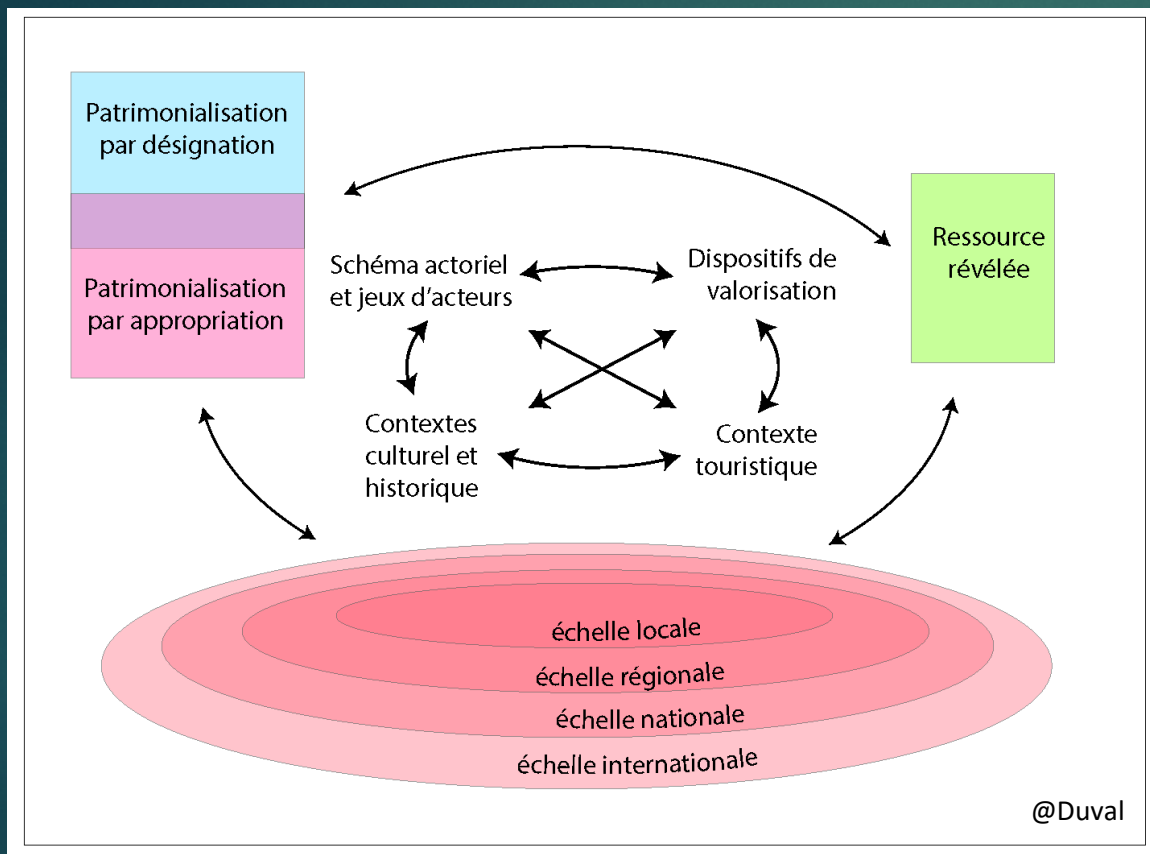 Patrimonialisation
par désignation
Patrimonialisation
par appropriation
Schéma actoriel
et jeux d'acteurs
Dispositifs de
valorisation
Ressource
révélée
Contextes
culturel et
historique
Contexte
touristique
échelle locale
échelle régionale
échelle nationale
échelle internationale
@Duval